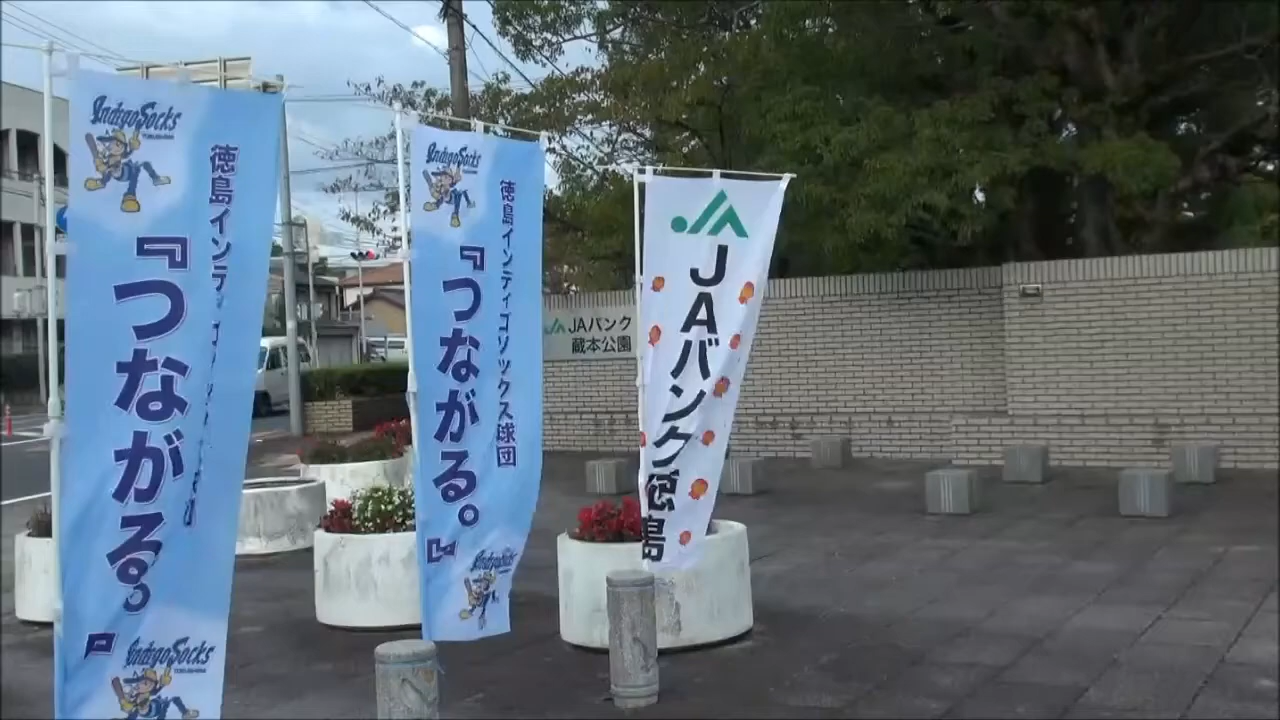 IndigoSocks
徳島インディゴソックス球団
『つながる。』
IndigoSocks
IndigoSocks
徳島インディゴソックス球団
『つながる。』
IndigoSocks
JAバンク
蔵本公園
JAバンク徳島